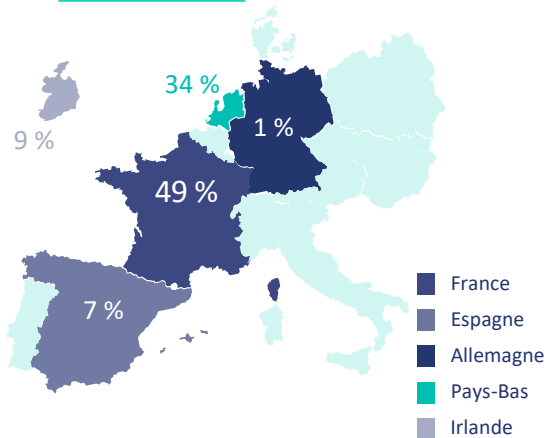 34 %
1 %
9 %
49 %
7 %
France
Espagne
Allemagne
Pays-Bas
Irlande